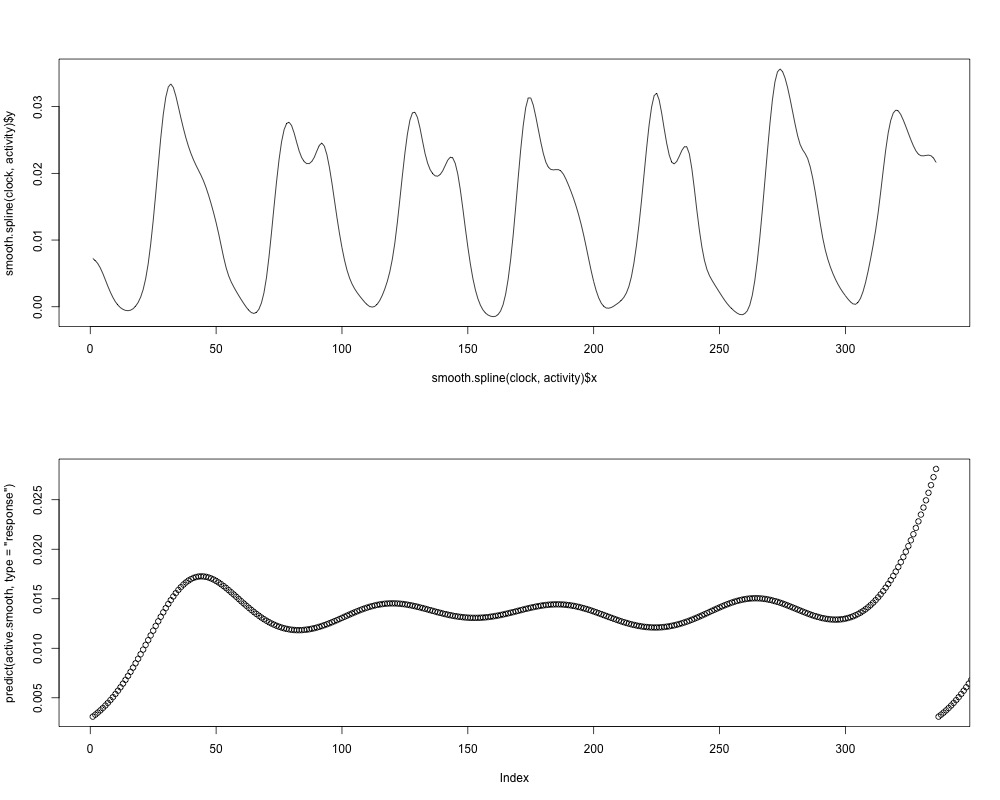 smooth.spline(clock, activity)$y
0.03
0.02
0.01
0.00
0 50 100 150 200 250 300
smooth.spline(clock, activity)$x
predict(active.smooth, type = "response")
0.025
0.020
0.015
0.010
0.005
0 50 100 150 200 250 300
Index